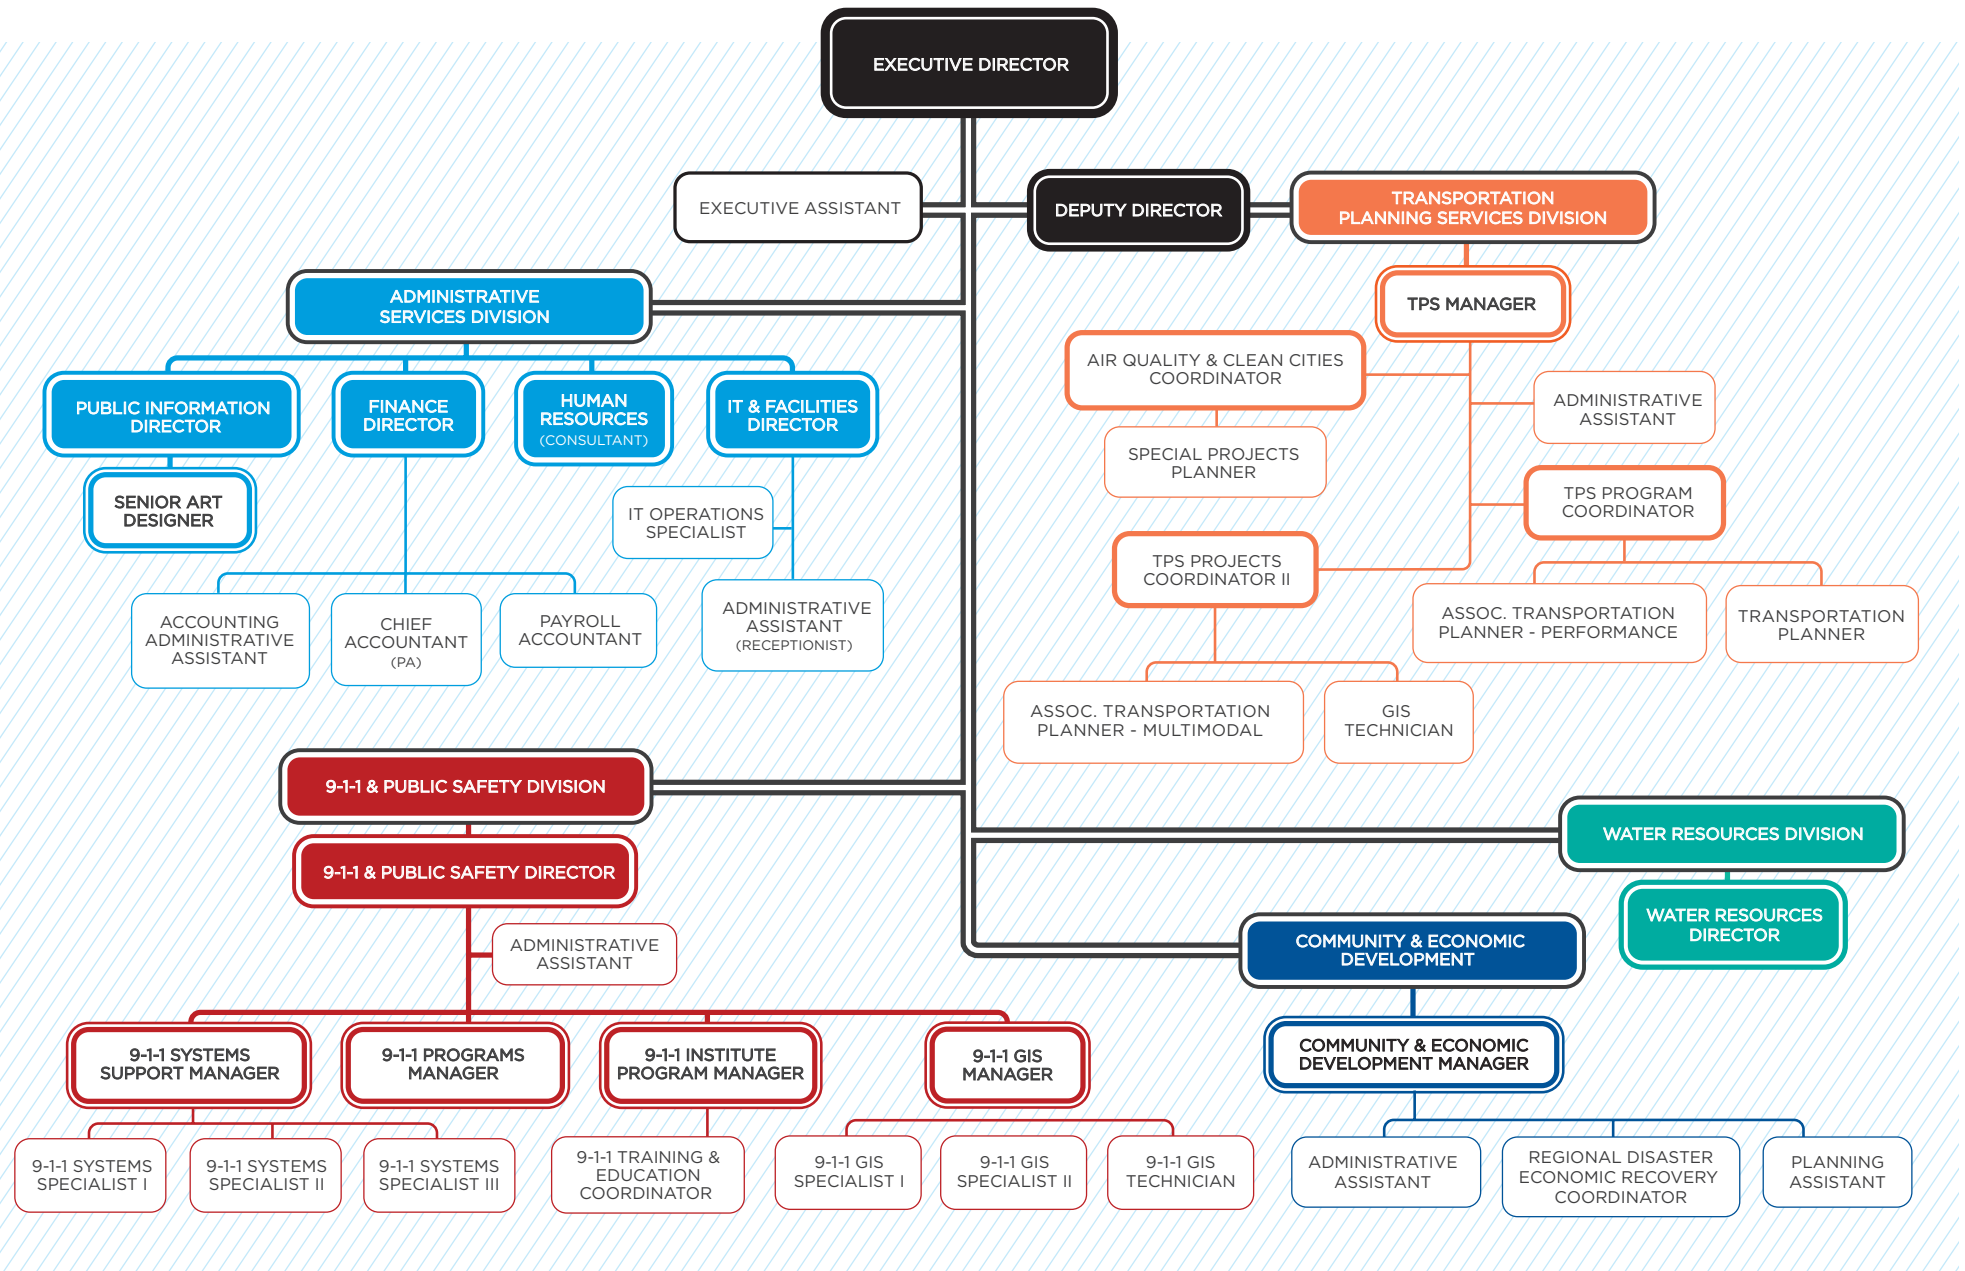 EXECUTIVE DIRECTOR
EXECUTIVE ASSISTANT
DEPUTY DIRECTOR
TRANSPORTATION
PLANNING SERVICES DIVISION
TPS MANAGER
AIR QUALITY & CLEAN CITIES
COORDINATOR
SPECIAL PROJECTS
PLANNER
ADMINISTRATIVE
ASSISTANT
TPS PROGRAM
COORDINATOR
TPS PROJECTS
COORDINATOR II
ASSOC. TRANSPORTATION
PLANNER - PERFORMANCE
TRANSPORTATION
PLANNER
ASSOC. TRANSPORTATION
PLANNER - MULTIMODAL
GIS
TECHNICIAN
ADMINISTRATIVE
SERVICES DIVISION
PUBLIC INFORMATION
DIRECTOR
FINANCE
DIRECTOR
HUMAN
RESOURCES
(CONSULTANT)
IT & FACILITIES
DIRECTOR
SENIOR ART
DESIGNER
IT OPERATIONS
SPECIALIST
ACCOUNTING
ADMINISTRATIVE
ASSISTANT
CHIEF
ACCOUNTANT
(PA)
PAYROLL
ACCOUNTANT
ADMINISTRATIVE
ASSISTANT
(RECEPTIONIST)
9-1-1 & PUBLIC SAFETY DIVISION
9-1-1 & PUBLIC SAFETY DIRECTOR
ADMINISTRATIVE
ASSISTANT
9-1-1 SYSTEMS
SUPPORT MANAGER
9-1-1 PROGRAMS
MANAGER
9-1-1 INSTITUTE
PROGRAM MANAGER
9-1-1 GIS
MANAGER
9-1-1 SYSTEMS
SPECIALIST I
9-1-1 SYSTEMS
SPECIALIST II
9-1-1 SYSTEMS
SPECIALIST III
9-1-1 TRAINING &
EDUCATION
COORDINATOR
9-1-1 GIS
SPECIALIST I
9-1-1 GIS
SPECIALIST II
9-1-1 GIS
TECHNICIAN
WATER RESOURCES DIVISION
WATER RESOURCES
DIRECTOR
COMMUNITY & ECONOMIC
DEVELOPMENT
COMMUNITY & ECONOMIC
DEVELOPMENT MANAGER
ADMINISTRATIVE
ASSISTANT
REGIONAL DISASTER
ECONOMIC RECOVERY
COORDINATOR
PLANNING
ASSISTANT